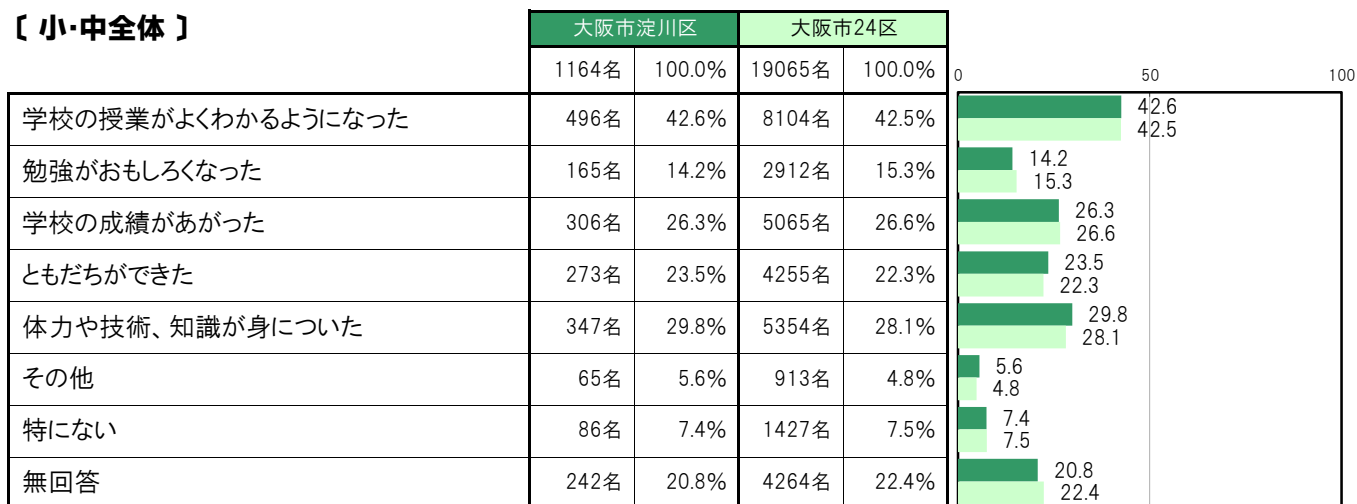 〔 小・中全体 〕
大阪市淀川区 大阪市24区
1164名 100.0% 19065名 100.0%
0 50 100
学校の授業がよくわかるようになった 496名 42.6% 8104名 42.5% 42.6 42.5
勉強がおもしろくなった 165名 14.2% 2912名 15.3% 14.2 15.3
学校の成績があがった 306名 26.3% 5065名 26.6% 26.3 26.6
ともだちができた 273名 23.5% 4255名 22.3% 23.5 22.3
体力や技術、知識が身についた 347名 29.8% 5354名 28.1% 29.8 28.1
その他 65名 5.6% 913名 4.8% 5.6 4.8
特にない 86名 7.4% 1427名 7.5% 7.4 7.5
無回答 242名 20.8% 4264名 22.4% 20.8 22.4